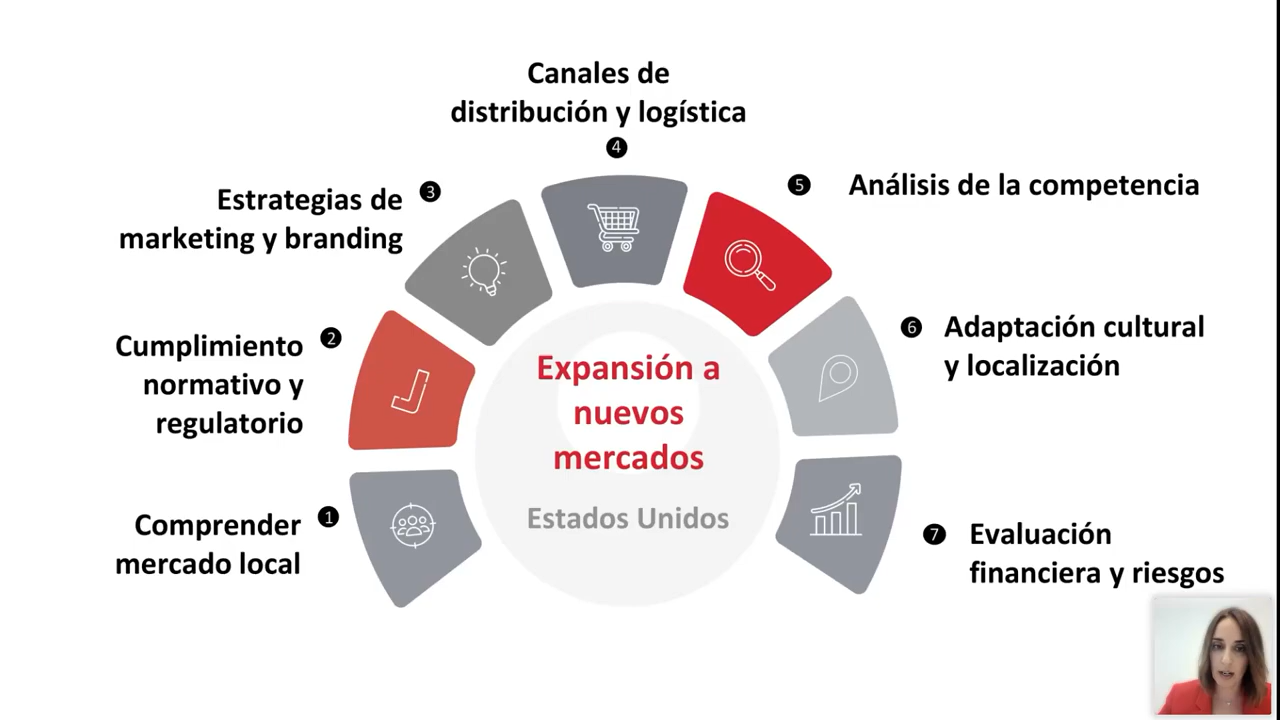 Canales de
distribución y logística
4
3
Estrategias de
marketing y branding
5
Análisis de la competencia
2
Cumplimiento
normativo y
regulatorio
6
Adaptación cultural
y localización
Expansión a
nuevos
mercados
Estados Unidos
1
Comprender
mercado local
7
Evaluación
financiera y riesgos